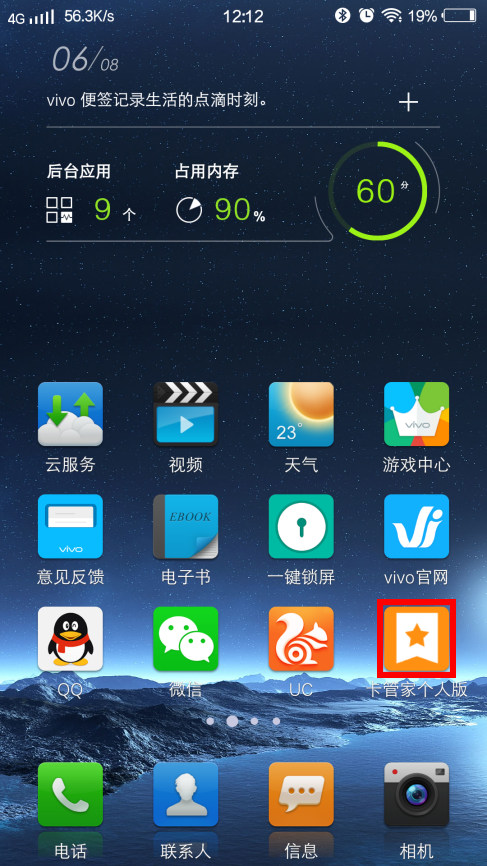 4G 56.3K/s 12:12 19%
06/08
vivo 便签记录生活的点滴时刻。
后台应用 占用内存
9 个 90% 60分
23°
vivo
云服务 视频 天气 游戏中心
vivo
EBOOK
意见反馈 电子书 一键锁屏 vivo官网
QQ 微信 UC 卡管家个人版
电话 联系人 信息 相机